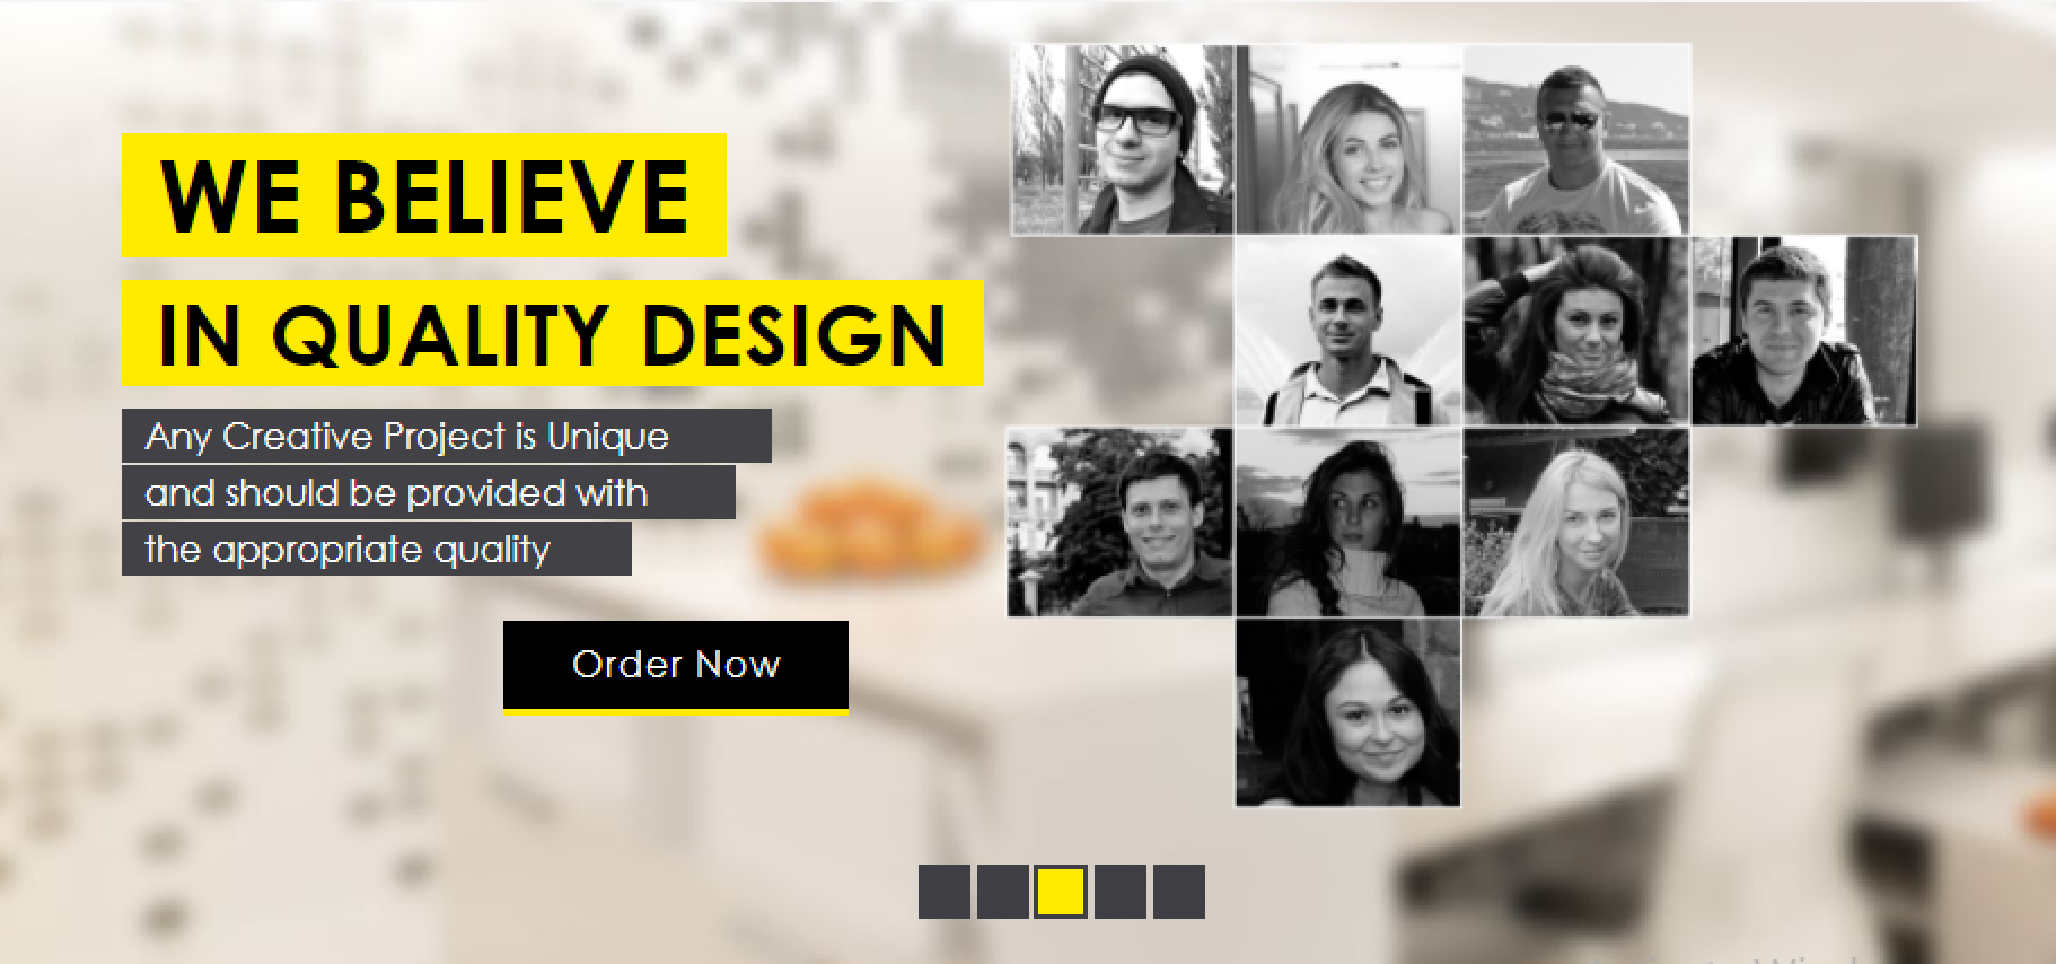 WE BELIEVE
IN QUALITY DESIGN
Any Creative Project is Unique
and should be provided with
the appropriate quality
Order Now